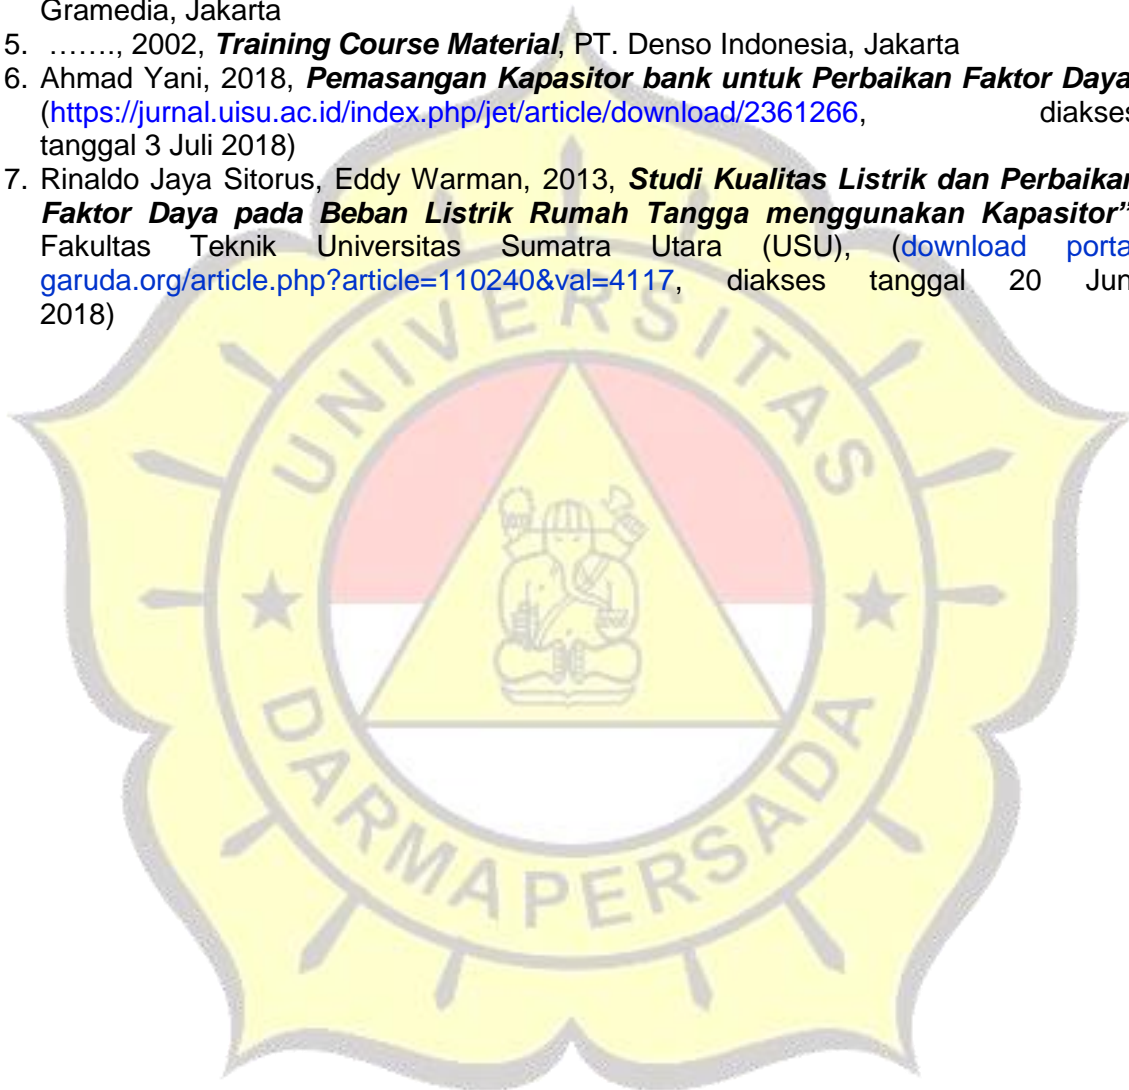 Gramedia, Jakarta
5. ……., 2002, Training Course Material, PT. Denso Indonesia, Jakarta
6. Ahmad Yani, 2018, Pemasangan Kapasitor bank untuk Perbaikan Faktor Daya
(https://jurnal.uisu.ac.id/index.php/jet/article/download/2361266, diakses
tanggal 3 Juli 2018)
7. Rinaldo Jaya Sitorus, Eddy Warman, 2013, Studi Kualitas Listrik dan Perbaikan
Faktor Daya pada Beban Listrik Rumah Tangga menggunakan Kapasitor”
Fakultas Teknik Universitas Sumatra Utara (USU), (download porta
garuda.org/article.php?article=110240&val=4117, diakses tanggal 20 Jun
2018)
UNIVERSITAS
DARMA PERSADA